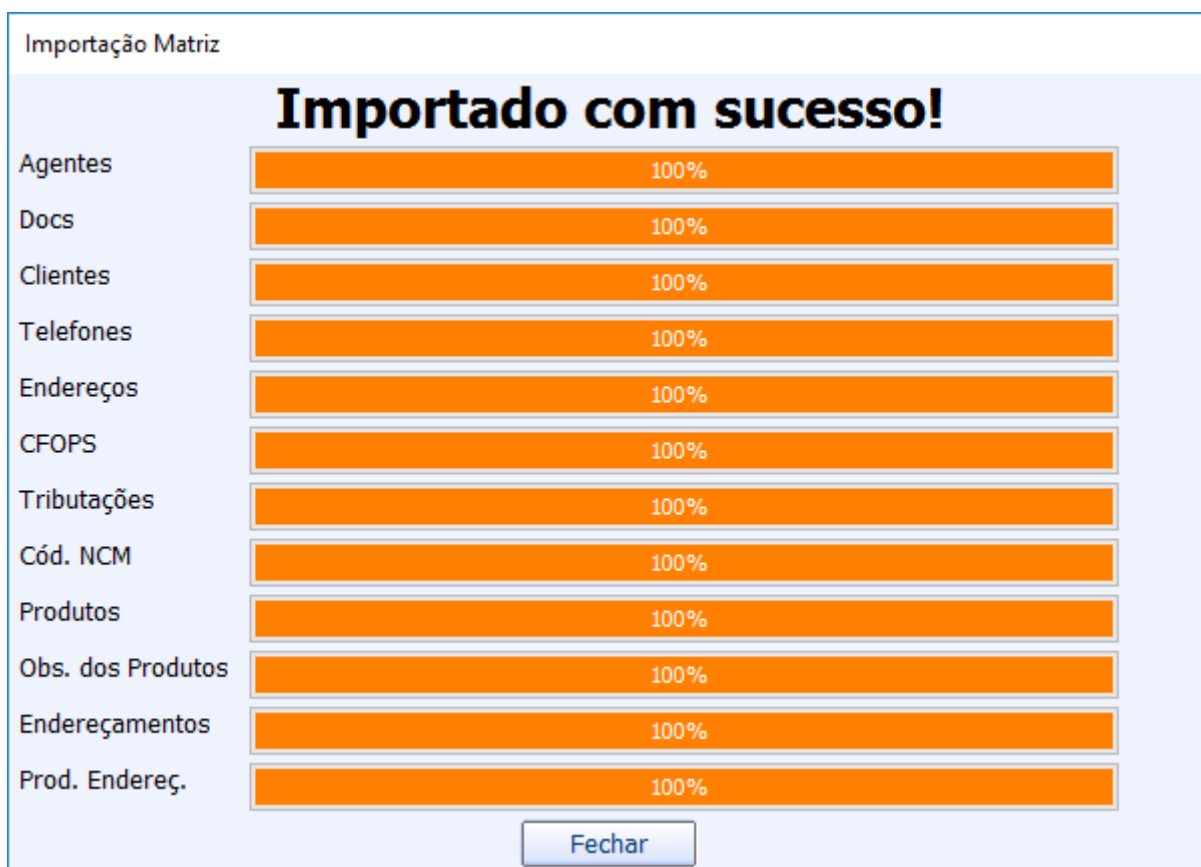 Importação Matriz
Importado com sucesso!
Agentes 100%
Docs 100%
Clientes 100%
Telefones 100%
Endereços 100%
CFOPS 100%
Tributações 100%
Cód. NCM 100%
Produtos 100%
Obs. dos Produtos 100%
Endereçamentos 100%
Prod. Endereç. 100%
Fechar